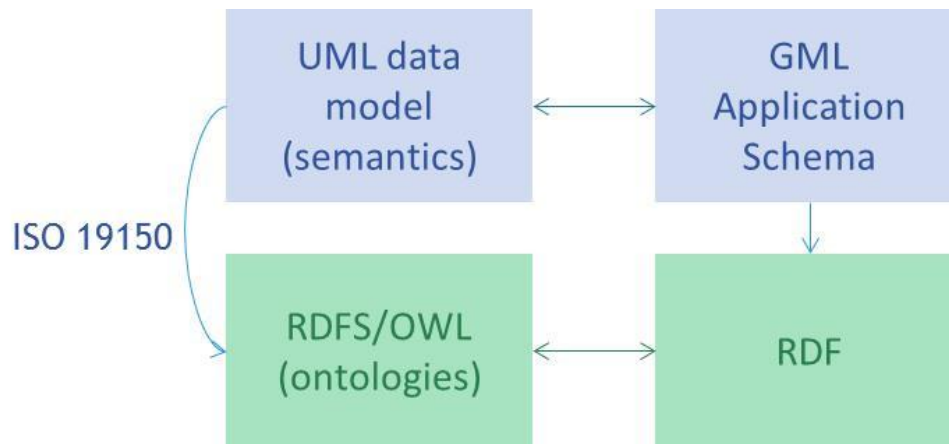 UML data
model
(semantics)
GML
Application
Schema
ISO 19150
RDFS/OWL
(ontologies)
RDF